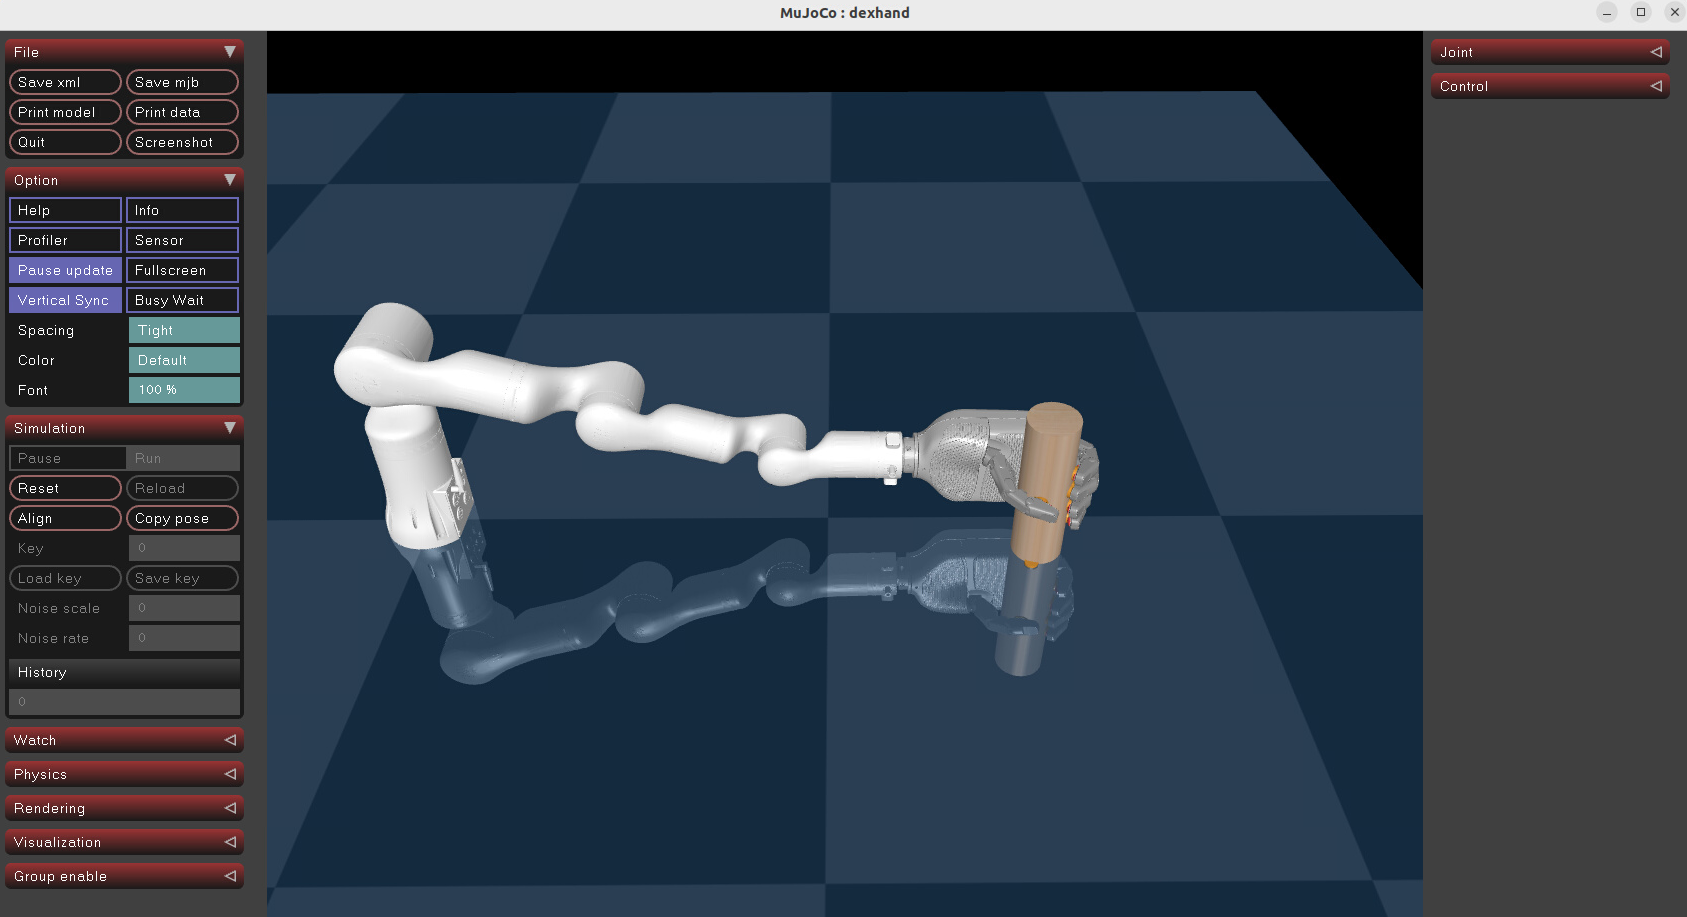 MuJoCo : dexhand
File
Save xml Save mjb
Print model Print data
Quit Screenshot
Option
Help Info
Profiler Sensor
Pause update Fullscreen
Vertical Sync Busy Wait
Spacing Tight
Color Default
Font 100 %
Simulation
Pause Run
Reset Reload
Align Copy pose
Key 0
Load key Save key
Noise scale 0
Noise rate 0
History
0
Watch
Physics
Rendering
Visualization
Group enable
Joint
Control